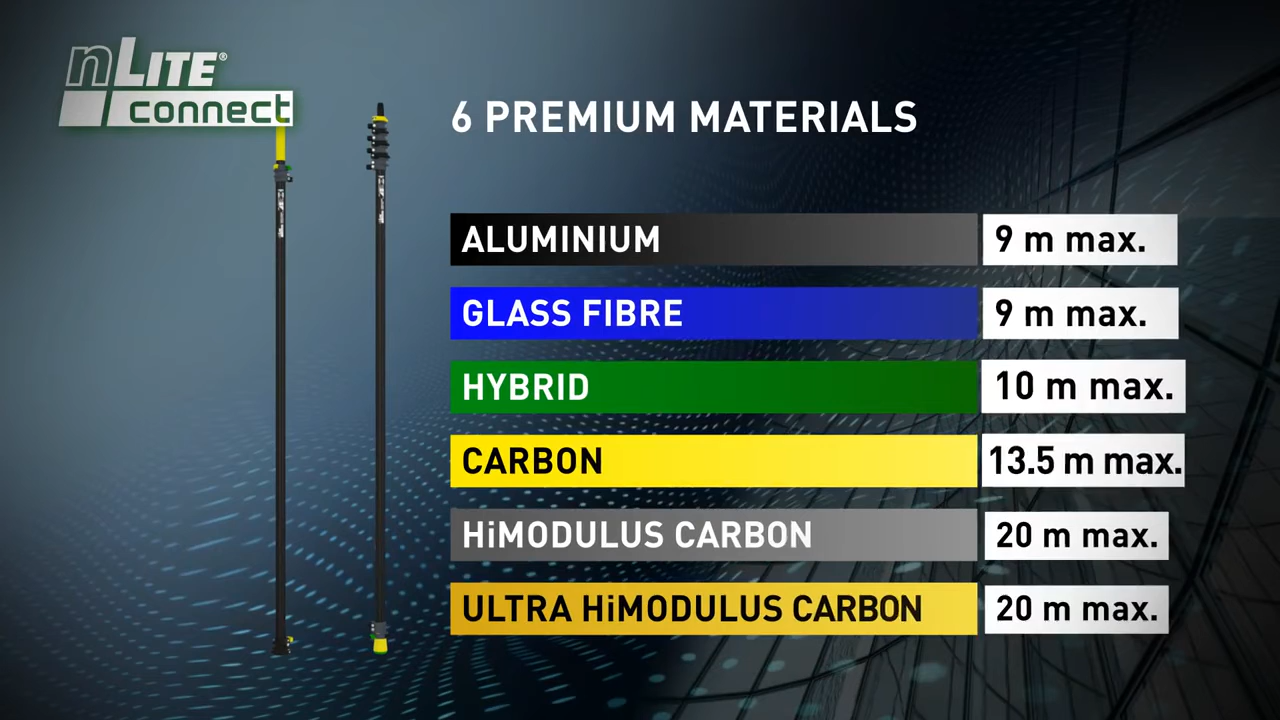 nLITE®
connect
6 PREMIUM MATERIALS
ALUMINIUM 9 m max.
GLASS FIBRE 9 m max.
HYBRID 10 m max.
CARBON 13.5 m max.
HiMODULUS CARBON 20 m max.
ULTRA HiMODULUS CARBON 20 m max.